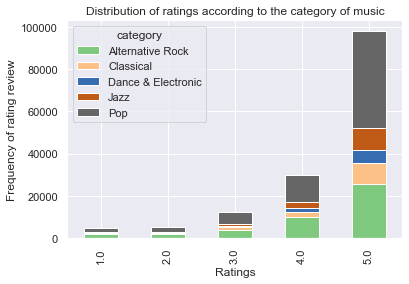 Distribution of ratings according to the category of music
category
Alternative Rock
Classical
Dance & Electronic
Jazz
Pop
Frequency of rating review
100000
80000
60000
40000
20000
0
1.0
2.0
3.0
4.0
5.0
Ratings